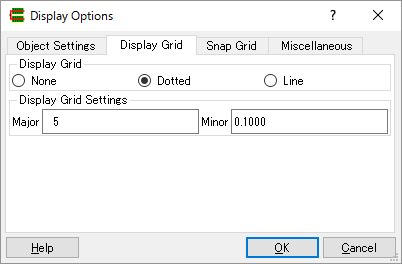 Display Options
?
Object Settings Display Grid Snap Grid Miscellaneous
Display Grid
None Dotted Line
Display Grid Settings
Major 5 Minor 0.1000
Help OK Cancel